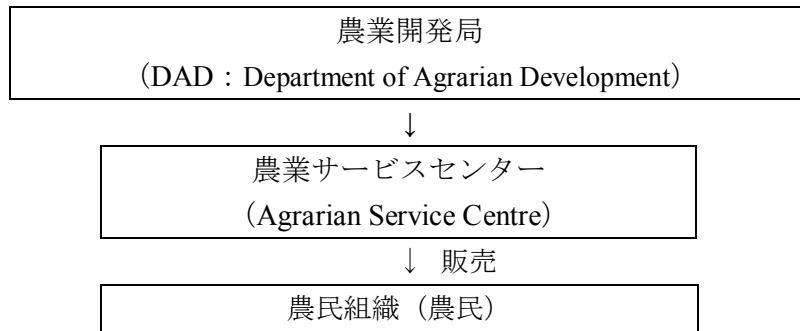 農業開発局
（DAD：Department of Agrarian Development）
↓
農業サービスセンター
（Agrarian Service Centre）
↓ 販売
農民組織（農民）